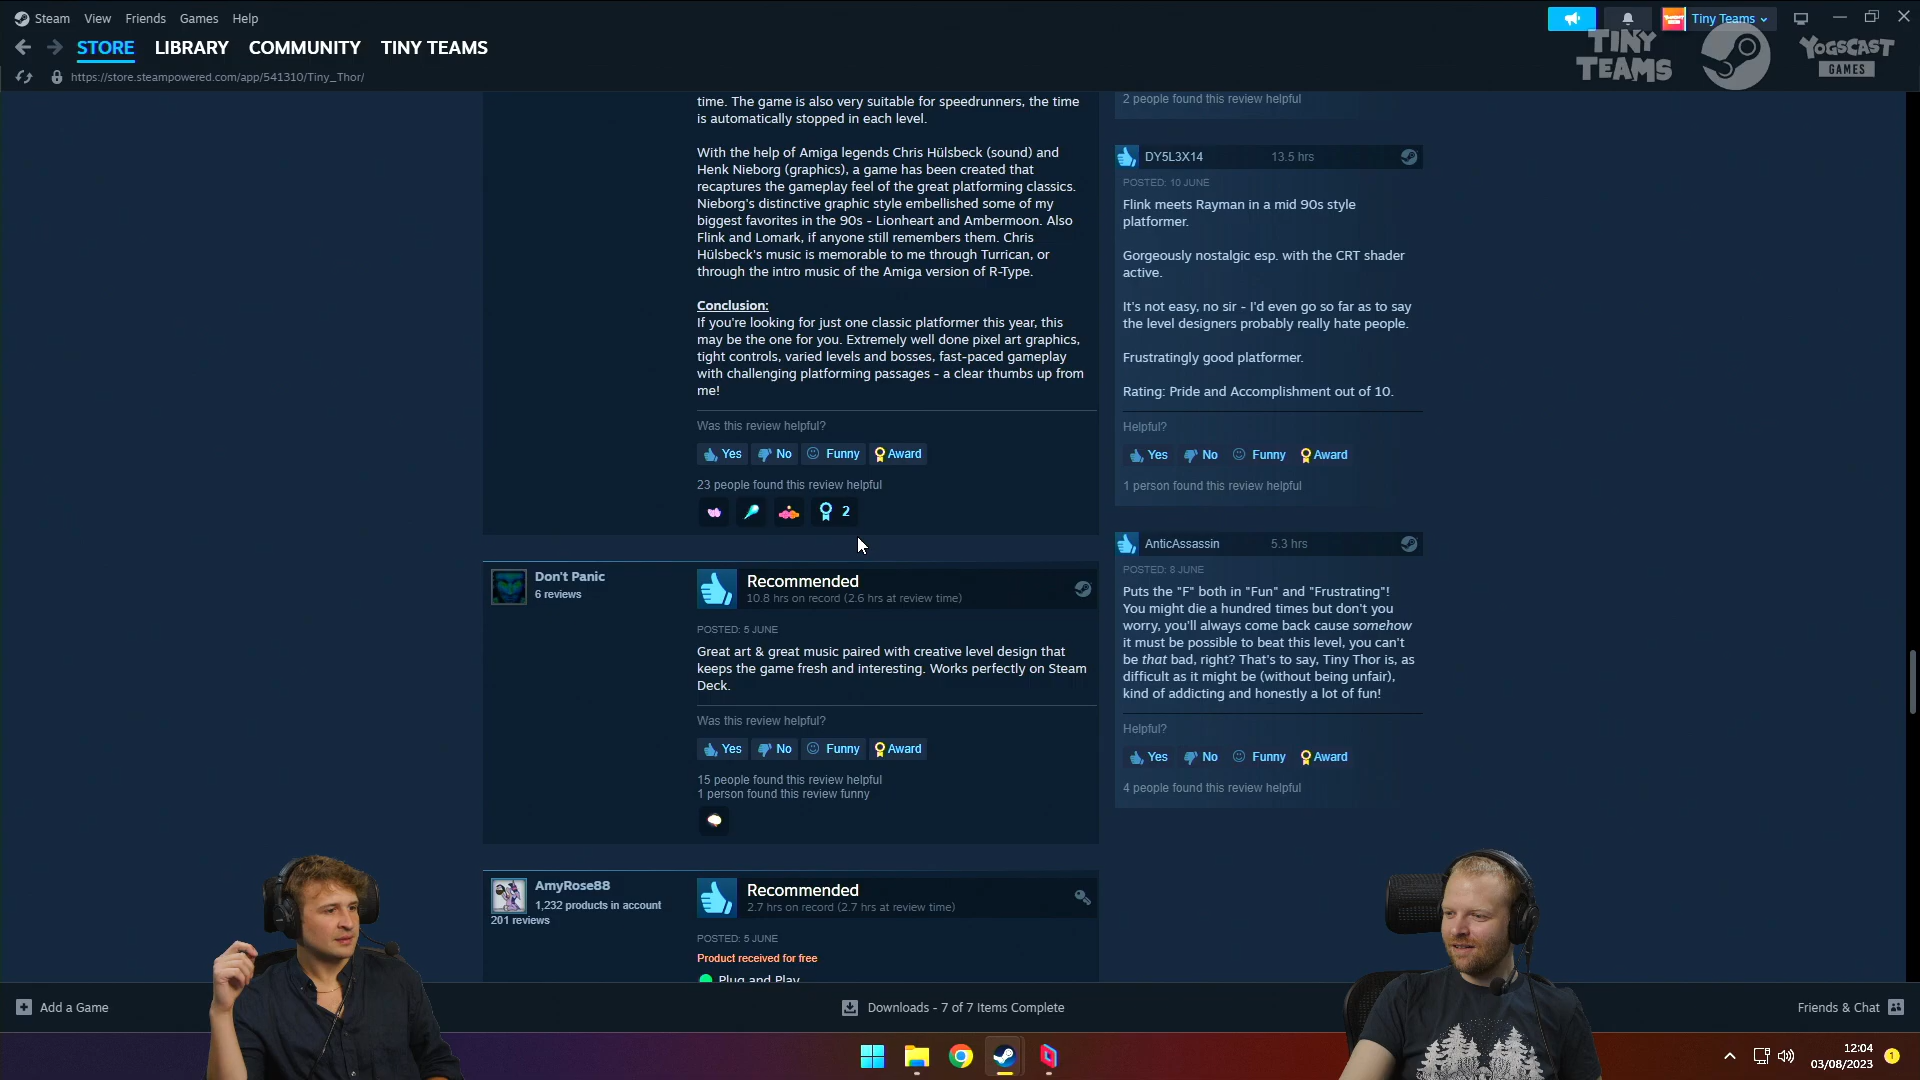 Steam View Friends Games Help
Tiny Teams
STORE LIBRARY COMMUNITY TINY TEAMS
https://store.steampowered.com/app/541310/Tiny_Thor/
TINY TEAMS
YOGSCAST GAMES
time. The game is also very suitable for speedrunners, the time
is automatically stopped in each level.
With the help of Amiga legends Chris Hülsbeck (sound) and
Henk Nieborg (graphics), a game has been created that
recaptures the gameplay feel of the great platforming classics.
Nieborg's distinctive graphic style embellished some of my
biggest favorites in the 90s - Lionheart and Ambermoon. Also
Flink and Lomark, if anyone still remembers them. Chris
Hülsbeck's music is memorable to me through Turrican, or
through the intro music of the Amiga version of R-Type.
Conclusion:
If you're looking for just one classic platformer this year, this
may be the one for you. Extremely well done pixel art graphics,
tight controls, varied levels and bosses, fast-paced gameplay
with challenging platforming passages - a clear thumbs up from
me!
Was this review helpful?
Yes No Funny Award
23 people found this review helpful
2
Don't Panic
6 reviews
Recommended
10.8 hrs on record (2.6 hrs at review time)
POSTED: 5 JUNE
Great art & great music paired with creative level design that
keeps the game fresh and interesting. Works perfectly on Steam
Deck.
Was this review helpful?
Yes No Funny Award
15 people found this review helpful
1 person found this review funny
AmyRose88
1,232 products in account
201 reviews
Recommended
2.7 hrs on record (2.7 hrs at review time)
POSTED: 5 JUNE
Product received for free
Plug and Play
2 people found this review helpful
DY5L3X14 13.5 hrs
POSTED: 10 JUNE
Flink meets Rayman in a mid 90s style
platformer.
Gorgeously nostalgic esp. with the CRT shader
active.
It's not easy, no sir - I'd even go so far as to say
the level designers probably really hate people.
Frustratingly good platformer.
Rating: Pride and Accomplishment out of 10.
Helpful?
Yes No Funny Award
1 person found this review helpful
AnticAssassin 5.3 hrs
POSTED: 8 JUNE
Puts the "F" both in "Fun" and "Frustrating"!
You might die a hundred times but don't you
worry, you'll always come back cause somehow
it must be possible to beat this level, you can't
be that bad, right? That's to say, Tiny Thor is, as
difficult as it might be (without being unfair),
kind of addicting and honestly a lot of fun!
Helpful?
Yes No Funny Award
4 people found this review helpful
Add a Game
Downloads - 7 of 7 Items Complete
Friends & Chat
12:04
03/08/2023
1